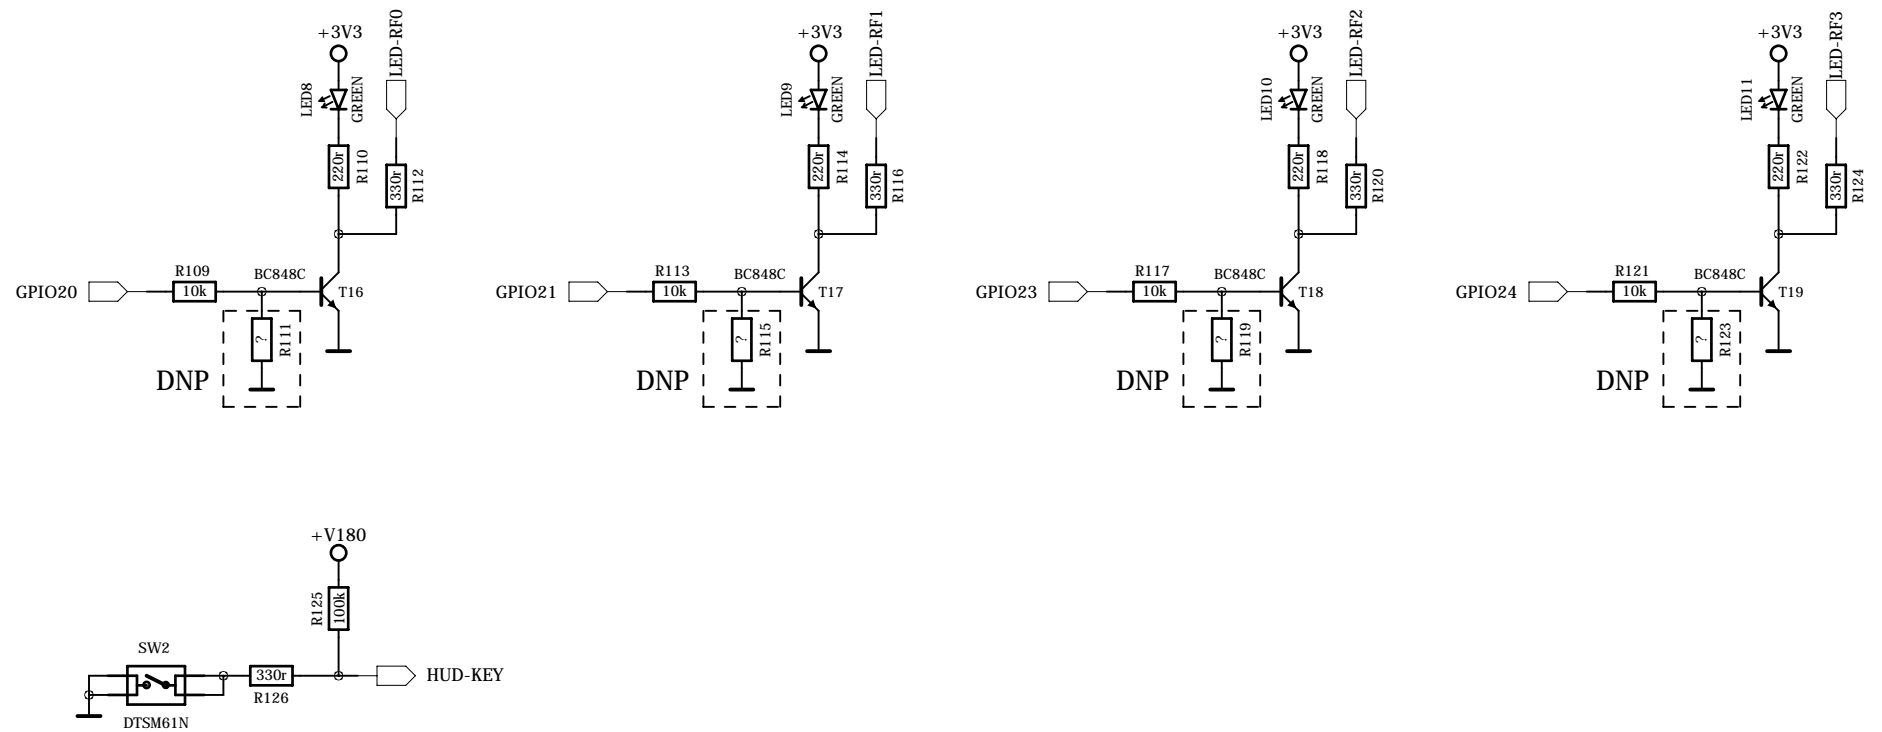 +3V3
LED-RF0
LED8
GREEN
220r
R110
330r
R112
GPIO20
R109
10k
BC848C
T16
?
R111
DNP
+3V3
LED-RF1
LED9
GREEN
220r
R114
330r
R116
GPIO21
R113
10k
BC848C
T17
?
R115
DNP
+3V3
LED-RF2
LED10
GREEN
220r
R118
330r
R120
GPIO23
R117
10k
BC848C
T18
?
R119
DNP
+3V3
LED-RF3
LED11
GREEN
220r
R122
330r
R124
GPIO24
R121
10k
BC848C
T19
?
R123
DNP
+V180
R125
100k
SW2
330r
R126
HUD-KEY
DTSM61N